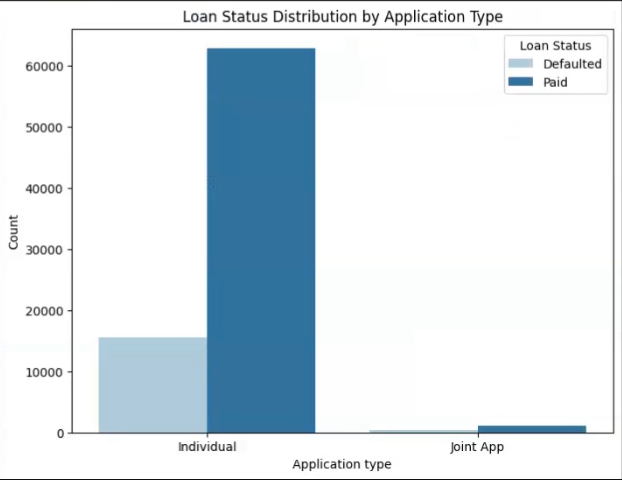 Loan Status Distribution by Application Type
Loan Status
Defaulted
Paid
60000
50000
40000
30000
20000
10000
0
Count
Individual
Joint App
Application type